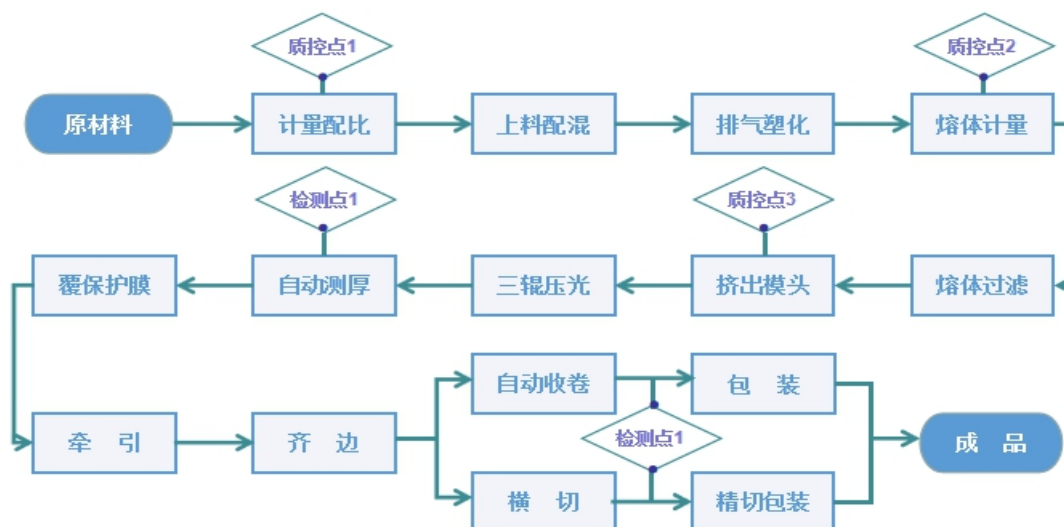 质控点1
质控点2
原材料
计量配比
上料配混
排气塑化
熔体计量
检测点1
质控点3
覆保护膜
自动测厚
三辊压光
挤出模头
熔体过滤
自动收卷
包 装
牵 引
齐 边
检测点1
成 品
横 切
精切包装